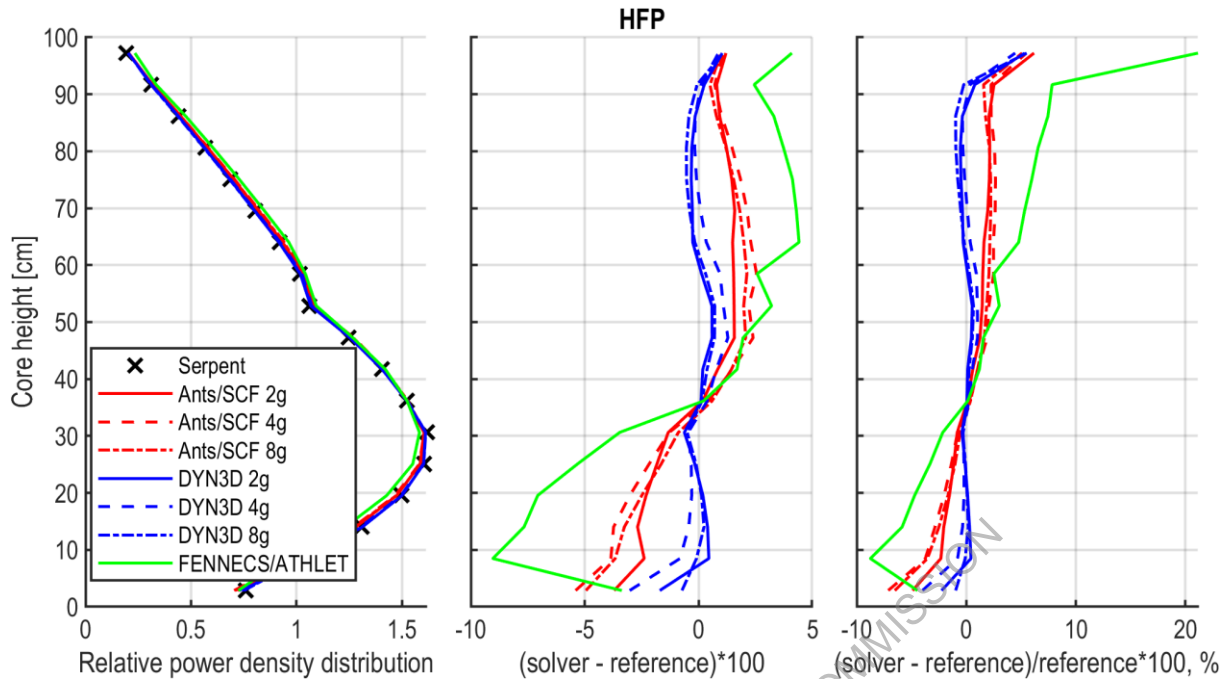 HFP
100
90
80
70
60
50
40
30
20
10
0
Core height [cm]
Serpent
Ants/SCF 2g
Ants/SCF 4g
Ants/SCF 8g
DYN3D 2g
DYN3D 4g
DYN3D 8g
FENNECS/ATHLET
0 0.5 1 1.5
Relative power density distribution
-10 -5 0 5
(solver - reference)*100
-10 0 10 20
(solver - reference)/reference*100, %